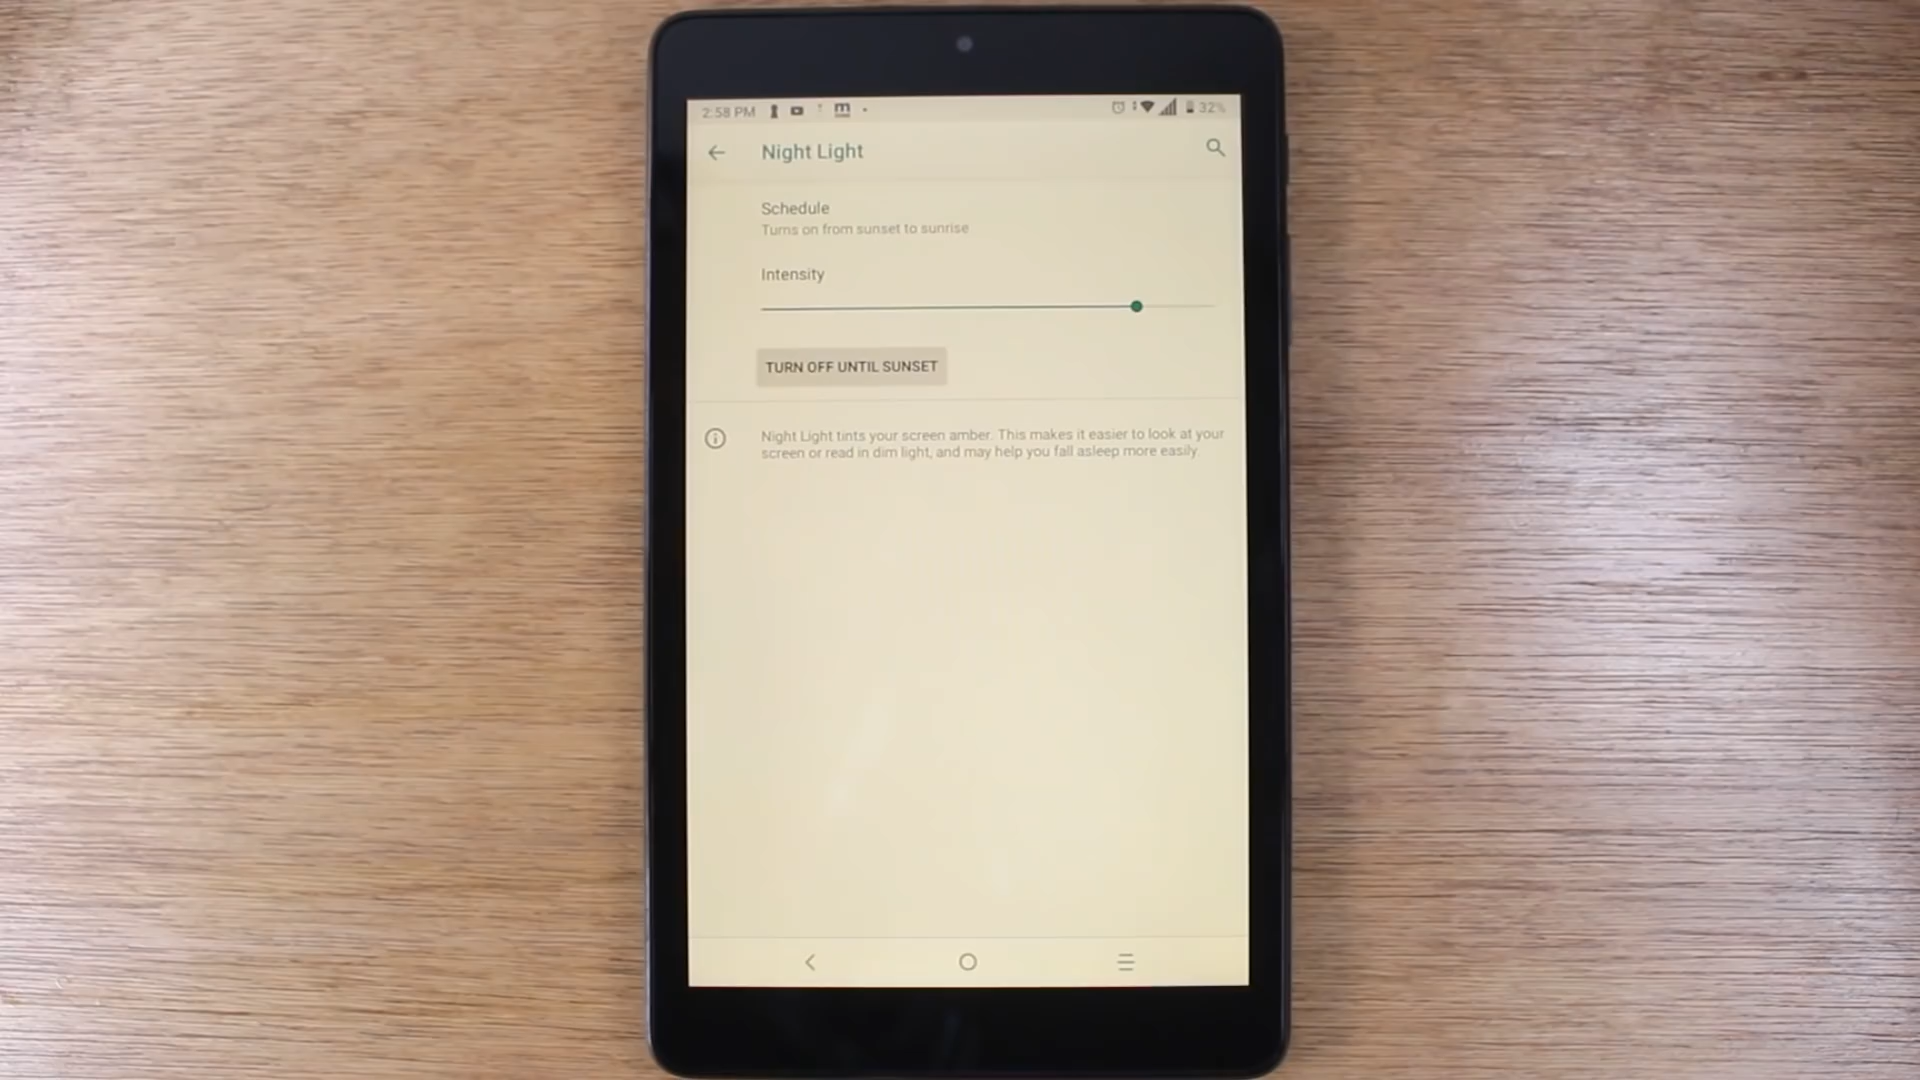 2:58 PM 32%
Night Light
Schedule
Turns on from sunset to sunrise
Intensity
TURN OFF UNTIL SUNSET
Night Light tints your screen amber. This makes it easier to look at your
screen or read in dim light, and may help you fall asleep more easily